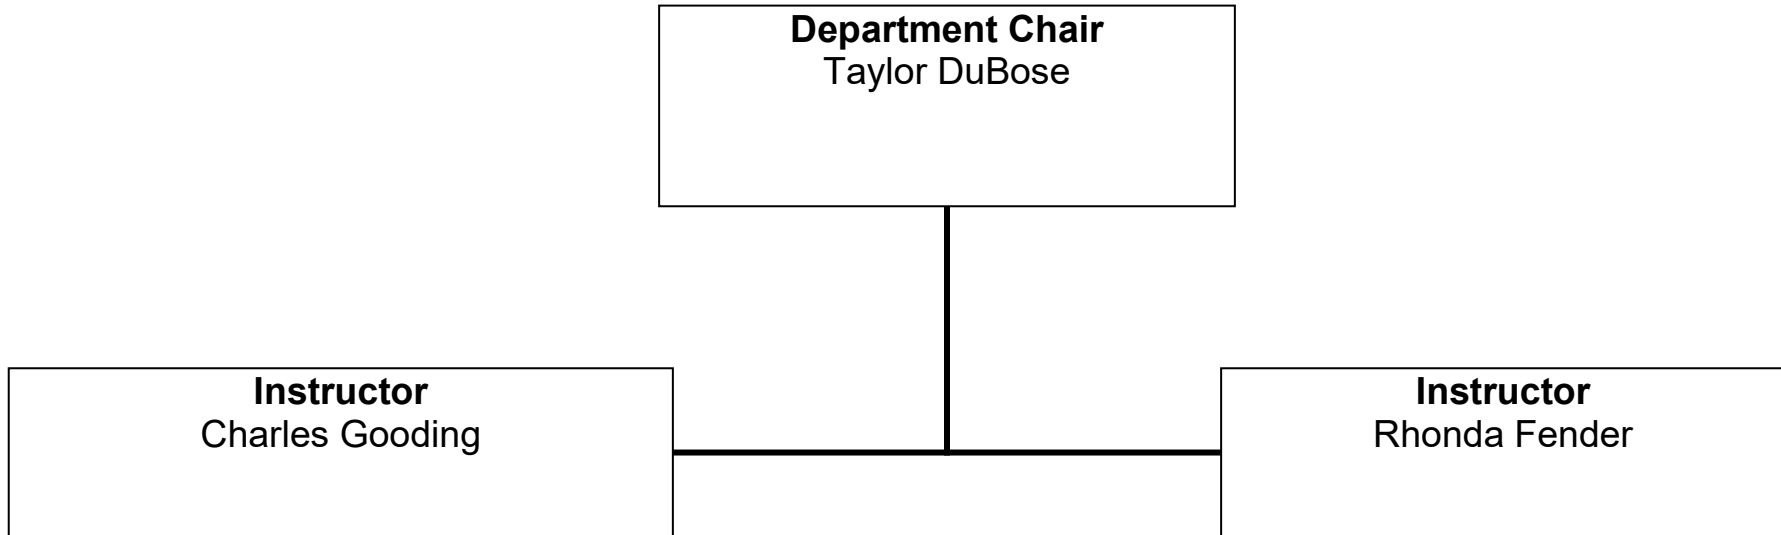 Department Chair
Taylor DuBose
Instructor
Charles Gooding
Instructor
Rhonda Fender